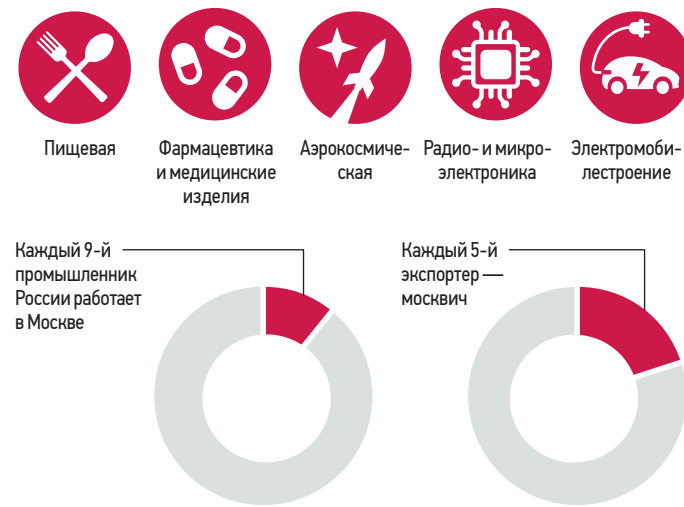 Пищевая
Фармацевтика
и медицинские
изделия
Аэрокосмиче-
ская
Радио- и микро-
электроника
Электромоби-
лестроение
Каждый 9-й
промышленник
России работает
в Москве
Каждый 5-й
экспортер —
москвич